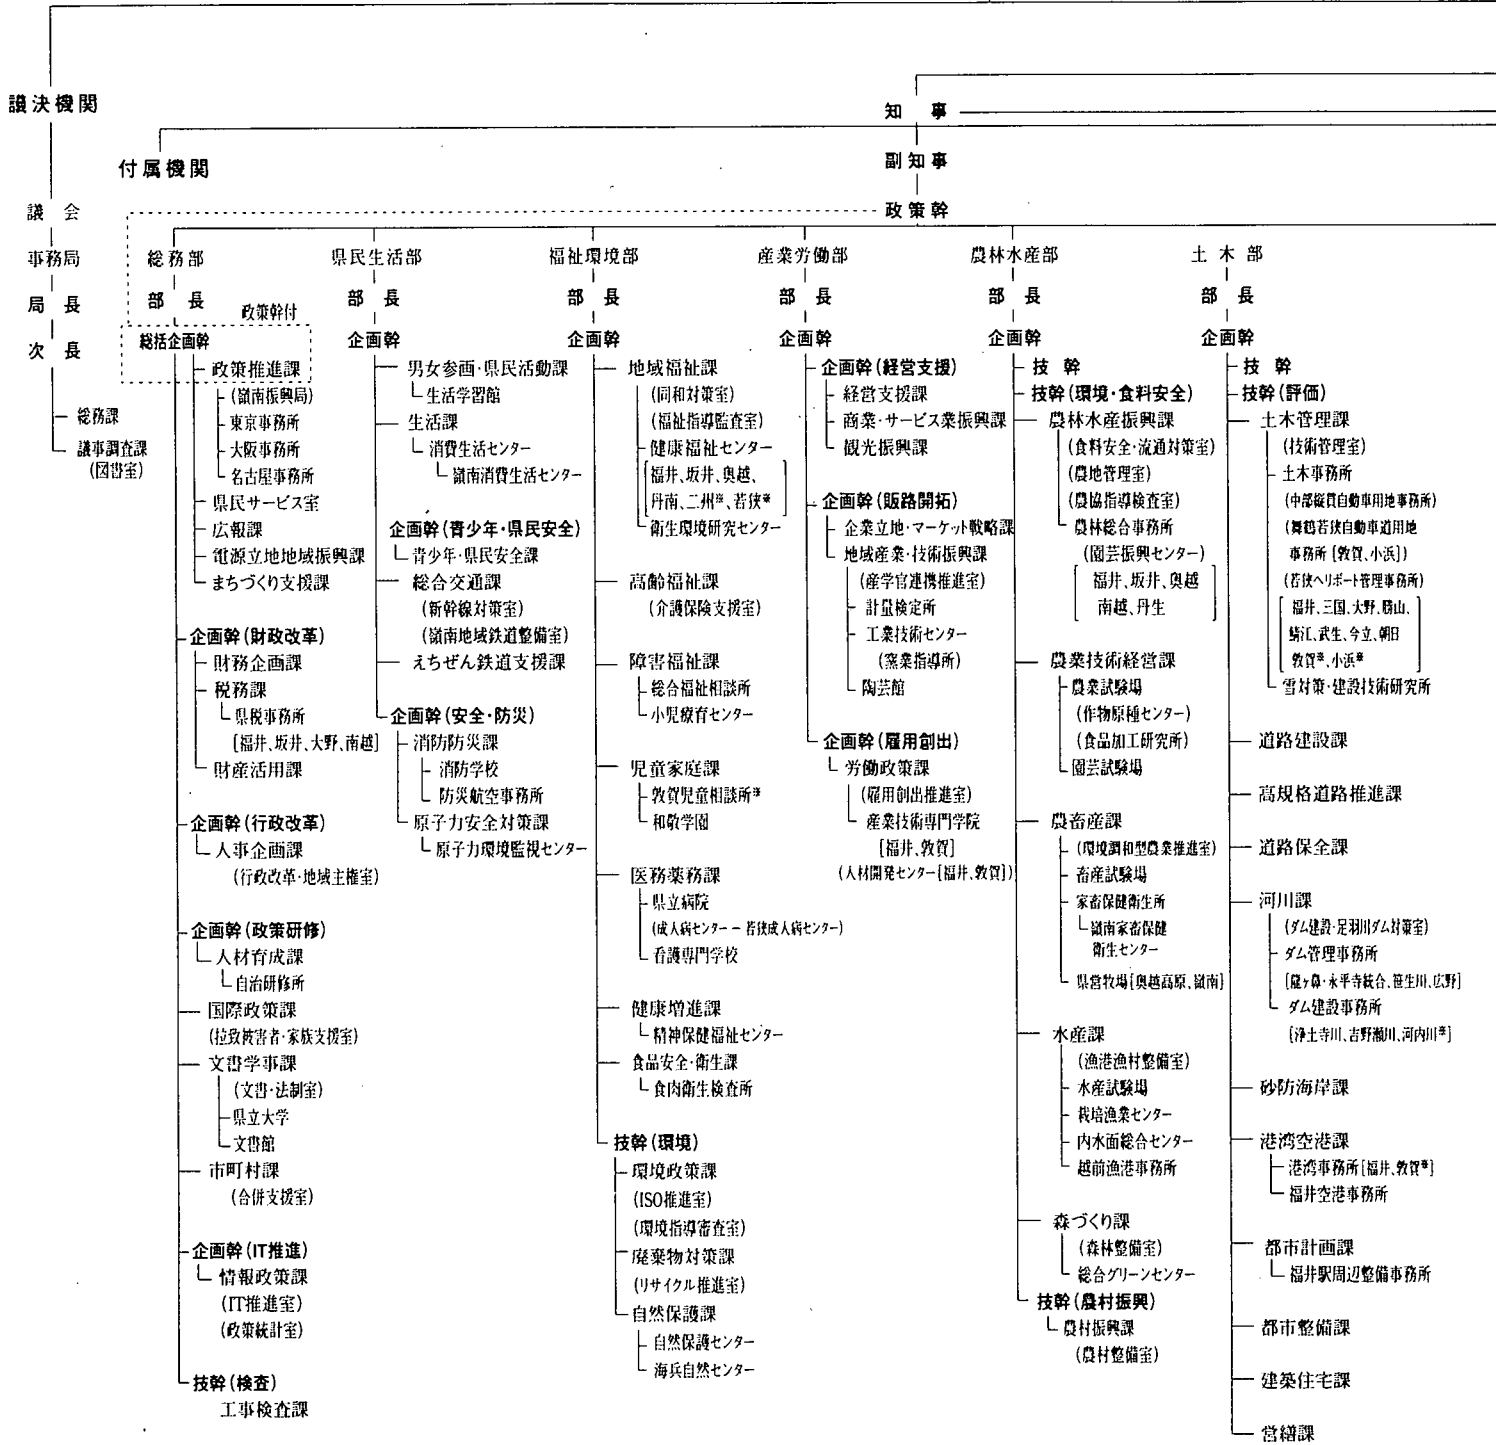 議決機関
議会
事務局
局長
次長
総務課
議事調査課
(図書室)
知事
副知事
政策幹
付属機関
総務部
部長
政策幹付
総括企画幹
政策推進課
(嶺南振興局)
東京事務所
大阪事務所
名古屋事務所
県民サービス室
広報課
電源立地地域振興課
まちづくり支援課
企画幹(財政改革)
財務企画課
税務課
県税事務所
[福井、坂井、大野、南越]
財産活用課
企画幹(行政改革)
人事企画課
(行政改革・地域主権室)
企画幹(政策研修)
人材育成課
自治研修所
国際政策課
(拉致被害者・家族支援室)
文書学事課
(文書・法制室)
県立大学
文書館
市町村課
(合併支援室)
企画幹(IT推進)
情報政策課
(IT推進室)
(政策統計室)
技幹(検査)
工事検査課
県民生活部
部長
企画幹
男女参画・県民活動課
生活学習館
生活課
消費生活センター
嶺南消費生活センター
企画幹(青少年・県民安全)
青少年・県民安全課
総合交通課
(新幹線対策室)
(嶺南地域鉄道整備室)
えちぜん鉄道支援課
企画幹(安全・防災)
消防防災課
消防学校
防災航空事務所
原子力安全対策課
原子力環境監視センター
福祉環境部
部長
企画幹
地域福祉課
(同和対策室)
(福祉指導監査室)
健康福祉センター
[福井、坂井、奥越、
丹南、二州※、若狭※]
衛生環境研究センター
高齢福祉課
(介護保険支援室)
障害福祉課
総合福祉相談所
小児療育センター
児童家庭課
敦賀児童相談所※
和敬学園
医務薬務課
県立病院
(成人病センター − 若狭成人病センター)
看護専門学校
健康増進課
精神保健福祉センター
食品安全・衛生課
食肉衛生検査所
技幹(環境)
環境政策課
(ISO推進室)
(環境指導審査室)
廃棄物対策課
(リサイクル推進室)
自然保護課
自然保護センター
海浜自然センター
産業労働部
部長
企画幹
企画幹(経営支援)
経営支援課
商業・サービス業振興課
観光振興課
企画幹(販路開拓)
企業立地・マーケット戦略課
地域産業・技術振興課
(産学官連携推進室)
計量検定所
工業技術センター
(窯業指導所)
陶芸館
企画幹(雇用創出)
労働政策課
(雇用創出推進室)
産業技術専門学院
[福井、敦賀]
(人材開発センター[福井、敦賀])
農林水産部
部長
企画幹
技幹
技幹(環境・食料安全)
農林水産振興課
(食料安全・流通対策室)
(農地管理室)
(農協指導検査室)
農林総合事務所
(園芸振興センター)
[福井、坂井、奥越
南越、丹生]
農業技術経営課
農業試験場
(作物原種センター)
(食品加工研究所)
園芸試験場
農畜産課
(環境調和型農業推進室)
畜産試験場
家畜保健衛生所
嶺南家畜保健
衛生センター
県営牧場[奥越高原、嶺南]
水産課
(漁港漁村整備室)
水産試験場
栽培漁業センター
内水面総合センター
越前漁港事務所
森づくり課
(森林整備室)
総合グリーンセンター
技幹(農村振興)
農村振興課
(農村整備室)
土木部
部長
企画幹
技幹
技幹(評価)
土木管理課
(技術管理室)
土木事務所
(中部縦貫自動車用地事務所)
(舞鶴若狭自動車道用地
事務所[敦賀、小浜])
(若狭ヘリポート管理事務所)
[福井、三国、大野、勝山、
鯖江、武生、今立、朝日
敦賀※、小浜※]
雪対策・建設技術研究所
道路建設課
高規格道路推進課
道路保全課
河川課
(ダム建設・足羽川ダム対策室)
ダム管理事務所
[龍ヶ鼻・永平寺統合、笹生川、広野]
ダム建設事務所
[浄土寺川、吉野瀬川、河内川※]
砂防海岸課
港湾空港課
港湾事務所[福井、敦賀※]
福井空港事務所
都市計画課
福井駅周辺整備事務所
都市整備課
建築住宅課
営繕課